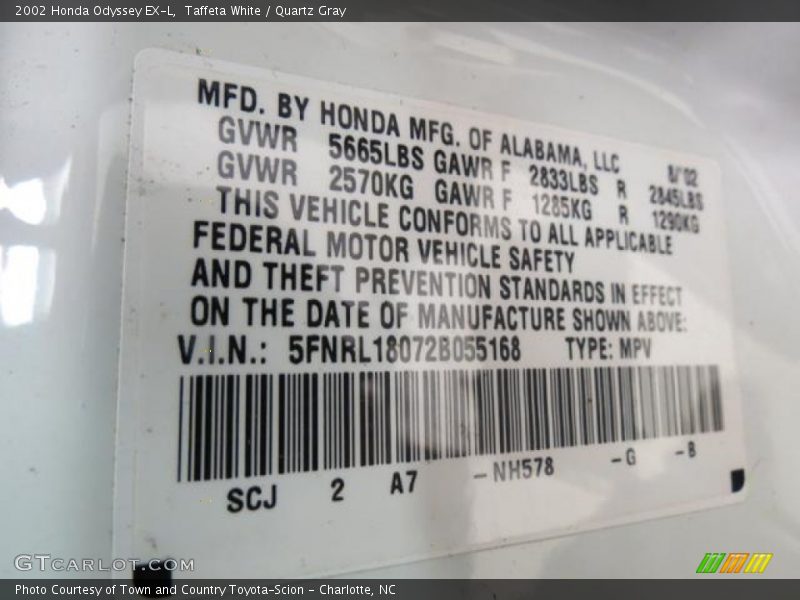 2002 Honda Odyssey EX-L, Taffeta White / Quartz Gray
MFD. BY HONDA MFG. OF ALABAMA, LLC 8/'02
GVWR 5665LBS GAWR F 2833LBS R 2845LBS
GVWR 2570KG GAWR F 1285KG R 1290KG
THIS VEHICLE CONFORMS TO ALL APPLICABLE
FEDERAL MOTOR VEHICLE SAFETY
AND THEFT PREVENTION STANDARDS IN EFFECT
ON THE DATE OF MANUFACTURE SHOWN ABOVE:
V.I.N.: 5FNRL18072B055168 TYPE: MPV
SCJ 2 A7 -NH578 -G -B
GTCARLOT.COM
Photo Courtesy of Town and Country Toyota-Scion - Charlotte, NC